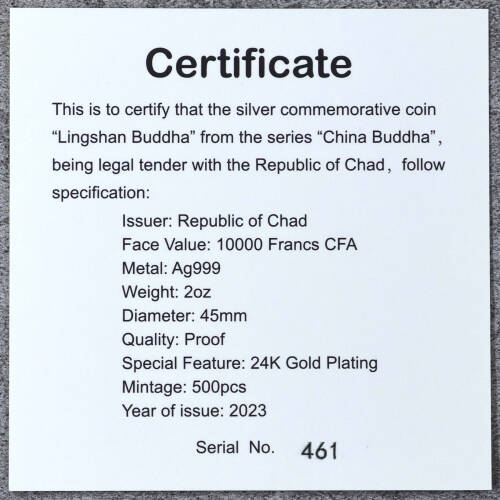 Certificate
This is to certify that the silver commemorative coin
“Lingshan Buddha” from the series “China Buddha”,
being legal tender with the Republic of Chad, follow
specification:
Issuer: Republic of Chad
Face Value: 10000 Francs CFA
Metal: Ag999
Weight: 2oz
Diameter: 45mm
Quality: Proof
Special Feature: 24K Gold Plating
Mintage: 500pcs
Year of issue: 2023
Serial No. 461